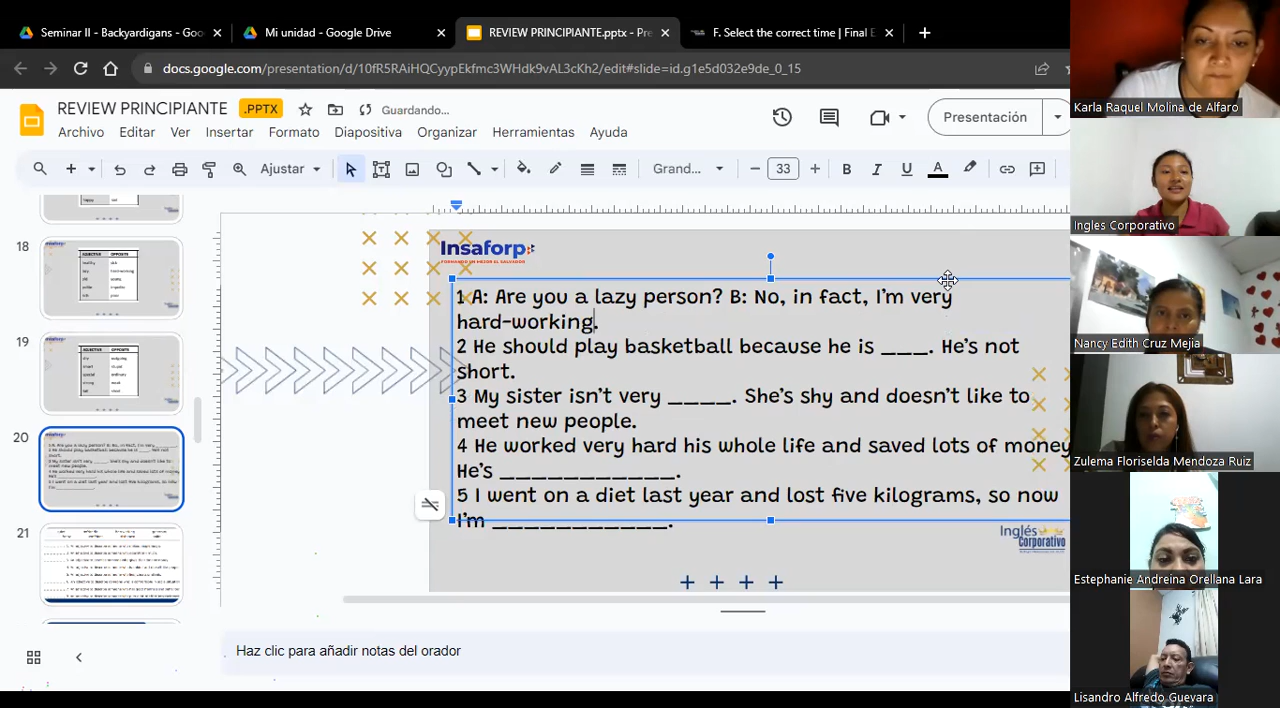 Seminar II - Backyardigans - Goo
Mi unidad - Google Drive
REVIEW PRINCIPIANTE.pptx - Pre
F. Select the correct time | Final E
docs.google.com/presentation/d/10fR5RAiHQCyypEkfmc3WHdk9vAL3cKh2/edit#slide=id.g1e5d032e9de_0_15
REVIEW PRINCIPIANTE .PPTX Guardando...
Archivo Editar Ver Insertar Formato Diapositiva Organizar Herramientas Ayuda
Presentación
Ajustar
Grand...
33
B I U A
18
19
20
21
Insaforp
1 A: Are you a lazy person? B: No, in fact, I'm very
hard-working.
2 He should play basketball because he is ___. He's not
short.
3 My sister isn't very ____. She's shy and doesn't like to
meet new people.
4 He worked very hard his whole life and saved lots of money
He's___________.
5 I went on a diet last year and lost five kilograms, so now
I'm ___________.
Inglés
Corporativo
Haz clic para añadir notas del orador
Karla Raquel Molina de Alfaro
Ingles Corporativo
Nancy Edith Cruz Mejia
Zulema Floriselda Mendoza Ruiz
Estephanie Andreina Orellana Lara
Lisandro Alfredo Guevara